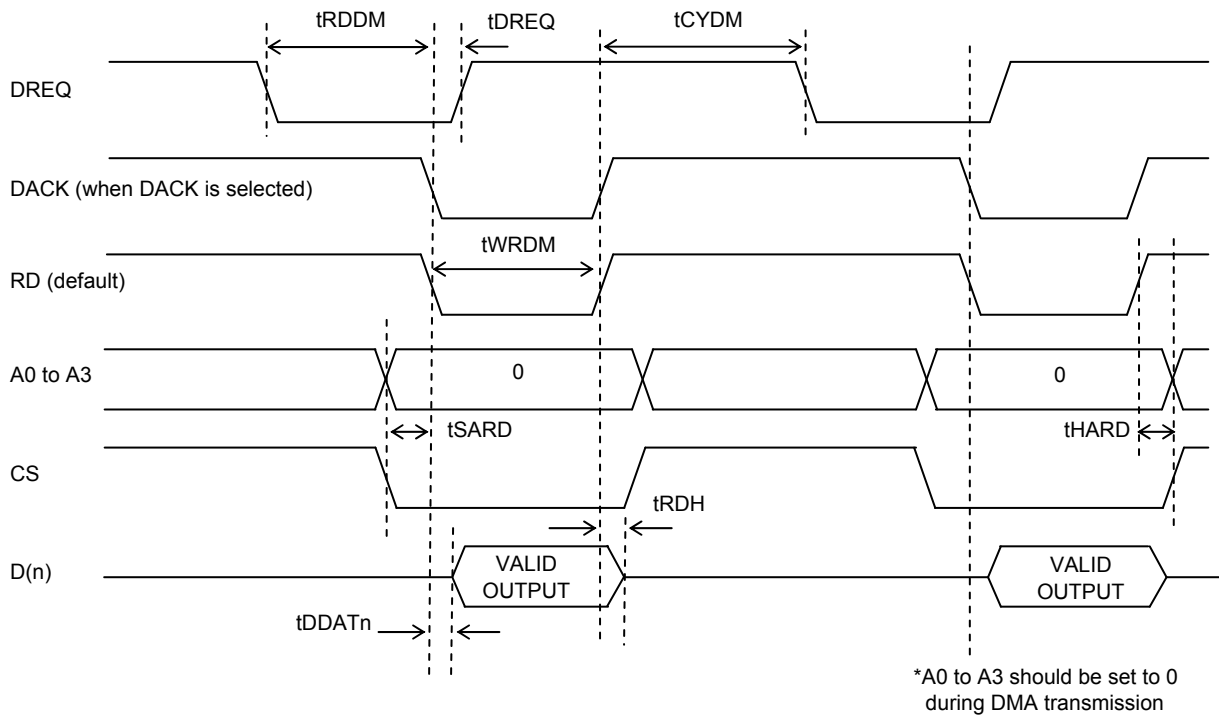 tRDDM tDREQ tCYDM
DREQ
DACK (when DACK is selected)
tWRDM
RD (default)
A0 to A3 0 0
tSARD tHARD
CS
tRDH
D(n) VALID OUTPUT VALID OUTPUT
tDDATn
*A0 to A3 should be set to 0
during DMA transmission